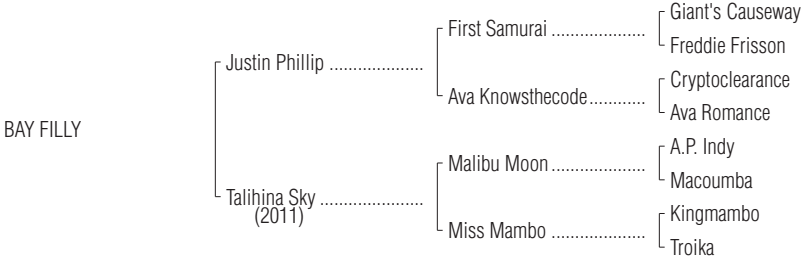 Giant's Causeway
First Samurai ....................
Freddie Frisson
Justin Phillip ....................
Cryptoclearance
Ava Knowsthecode............
Ava Romance
BAY FILLY
A.P. Indy
Malibu Moon ....................
Macoumba
Talihina Sky ......................
(2011)
Kingmambo
Miss Mambo ....................
Troika